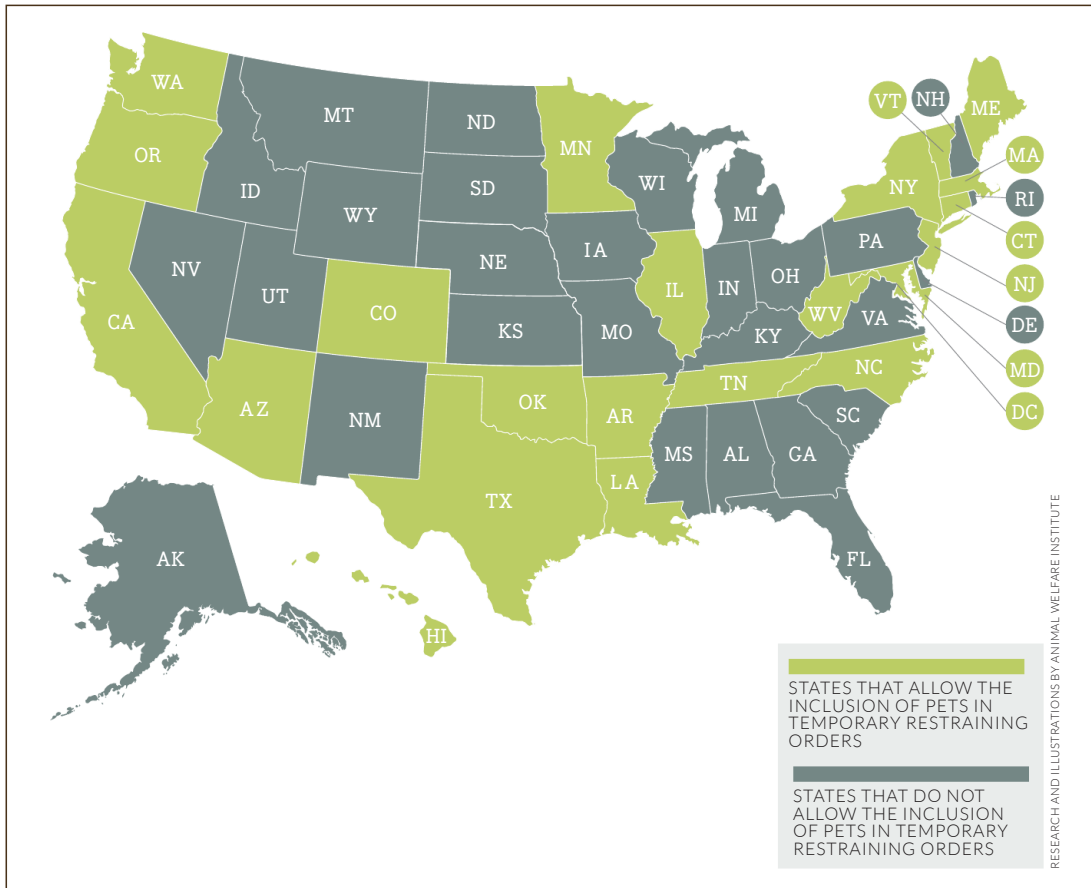 WA
MT
ND
MN
VT
NH
ME
OR
ID
SD
WI
MI
NY
MA
RI
WY
CT
NV
UT
CO
NE
IA
IL
IN
OH
PA
NJ
CA
KS
MO
KY
WV
VA
DE
MD
DC
AZ
NM
OK
AR
TN
NC
SC
TX
LA
MS
AL
GA
FL
AK
HI
STATES THAT ALLOW THE
INCLUSION OF PETS IN
TEMPORARY RESTRAINING
ORDERS
STATES THAT DO NOT
ALLOW THE INCLUSION
OF PETS IN TEMPORARY
RESTRAINING ORDERS
RESEARCH AND ILLUSTRATIONS BY ANIMAL WELFARE INSTITUTE